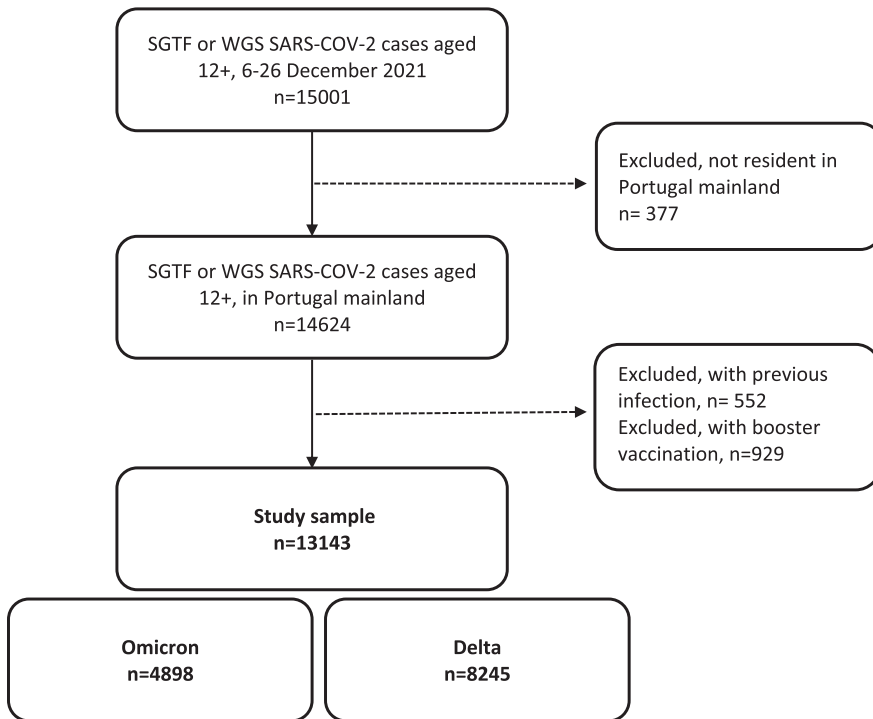 SGTF or WGS SARS-COV-2 cases aged
12+, 6-26 December 2021
n=15001
Excluded, not resident in
Portugal mainland
n= 377
SGTF or WGS SARS-COV-2 cases aged
12+, in Portugal mainland
n=14624
Excluded, with previous
infection, n= 552
Excluded, with booster
vaccination, n=929
Study sample
n=13143
Omicron
n=4898
Delta
n=8245